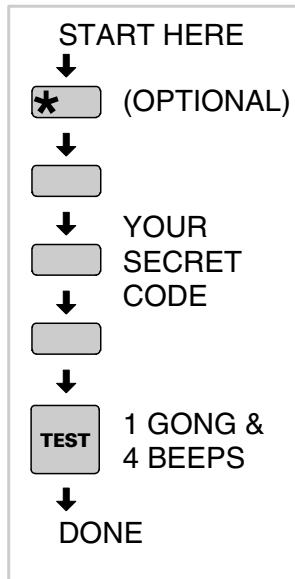 START HERE
* (OPTIONAL)
YOUR
SECRET
CODE
TEST
1 GONG &
4 BEEPS
DONE